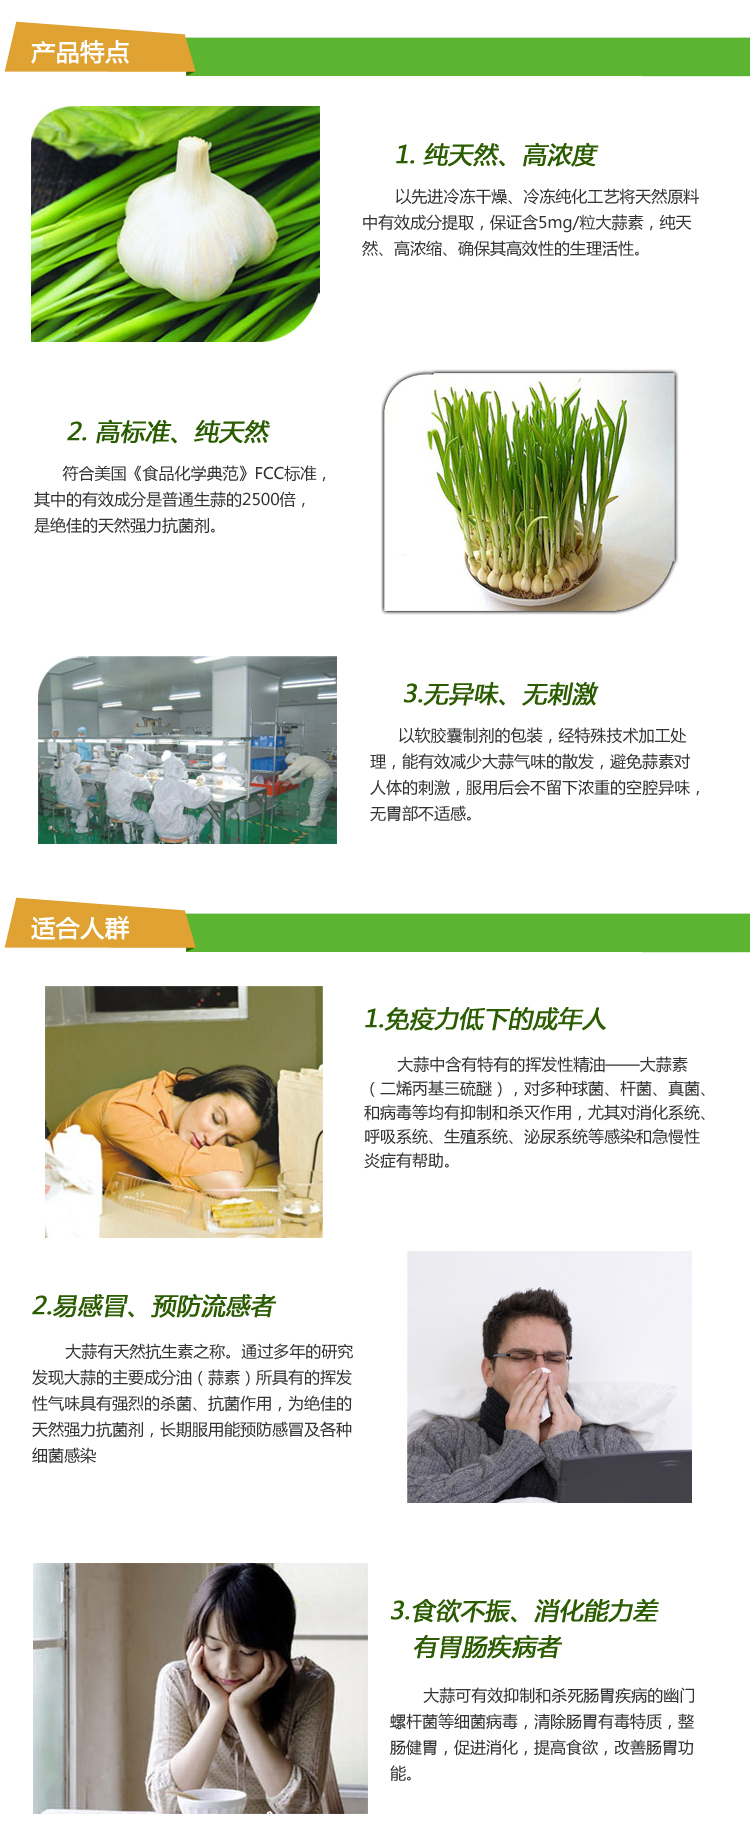 产品特点
1. 纯天然、高浓度
以先进冷冻干燥、冷冻纯化工艺将天然原料
中有效成分提取，保证含5mg/粒大蒜素，纯天
然、高浓缩、确保其高效性的生理活性。
2. 高标准、纯天然
符合美国《食品化学典范》FCC标准，
其中的有效成分是普通生蒜的2500倍，
是绝佳的天然强力抗菌剂。
3.无异味、无刺激
以软胶囊制剂的包装，经特殊技术加工处
理，能有效减少大蒜气味的散发，避免蒜素对
人体的刺激，服用后会不留下浓重的空腔异味，
无胃部不适感。
适合人群
1.免疫力低下的成年人
大蒜中含有特有的挥发性精油——大蒜素
（二烯丙基三硫醚），对多种球菌、杆菌、真菌、
和病毒等均有抑制和杀灭作用，尤其对消化系统、
呼吸系统、生殖系统、泌尿系统等感染和急慢性
炎症有帮助。
2.易感冒、预防流感者
大蒜有天然抗生素之称。通过多年的研究
发现大蒜的主要成分油（蒜素）所具有的挥发
性气味具有强烈的杀菌、抗菌作用，为绝佳的
天然强力抗菌剂，长期服用能预防感冒及各种
细菌感染
3.食欲不振、消化能力差
有胃肠疾病者
大蒜可有效抑制和杀死肠胃疾病的幽门
螺杆菌等细菌病毒，清除肠胃有毒特质，整
肠健胃，促进消化，提高食欲，改善肠胃功
能。